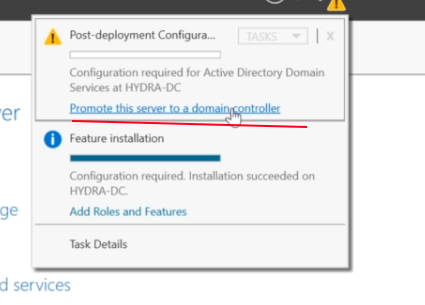 Post-deployment Configura...
TASKS
X
Configuration required for Active Directory Domain
Services at HYDRA-DC
Promote this server to a domain controller
er
Feature installation
Configuration required. Installation succeeded on
HYDRA-DC.
ge
Add Roles and Features
Task Details
d services